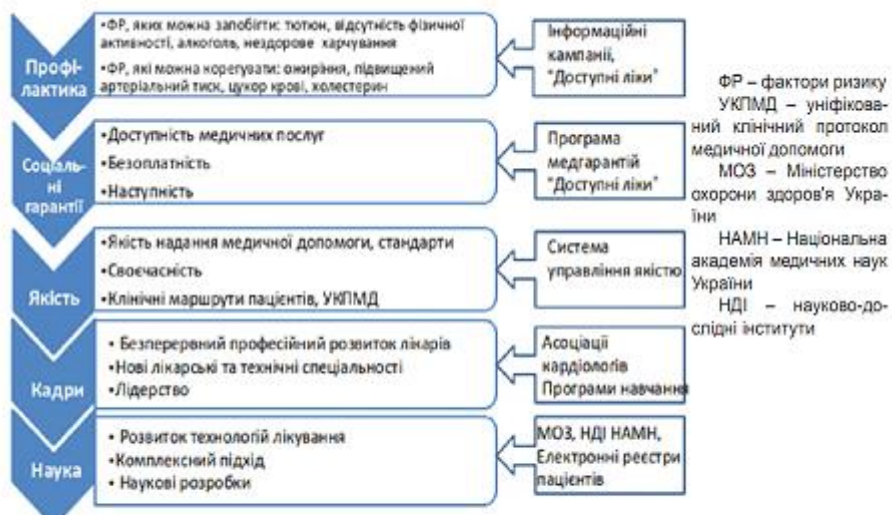 Профі-
лактика
•ФР, яких можна запобігти: тютюн, відсутність фізичної
активності, алкоголь, нездорове харчування
•ФР, які можна корегувати: ожиріння, підвищений
артеріальний тиск, цукор крові, холестерин
Інформаційні
кампанії,
"Доступні ліки"
Соціаль-
ні
гарантії
•Доступність медичних послуг
•Безоплатність
•Наступність
Програма
медгарантій
"Доступні ліки"
Якість
•Якість надання медичної допомоги, стандарти
•Своєчасність
•Клінічні маршрути пацієнтів, УКПМД
Система
управління якістю
Кадри
• Безперервний професійний розвиток лікарів
•Нові лікарські та технічні спеціальності
•Лідерство
Асоціації
кардіологів
Програми навчання
Наука
• Розвиток технологій лікування
•Комплексний підхід
• Наукові розробки
МОЗ, НДІ НАМН,
Електронні реєстри
пацієнтів
ФР – фактори ризику
УКПМД – уніфікова-
ний клінічний протокол
медичної допомоги
МОЗ – Міністерство
охорони здоров'я Укра-
їни
НАМН – Національна
академія медичних наук
України
НДІ – науково-до-
слідні інститути